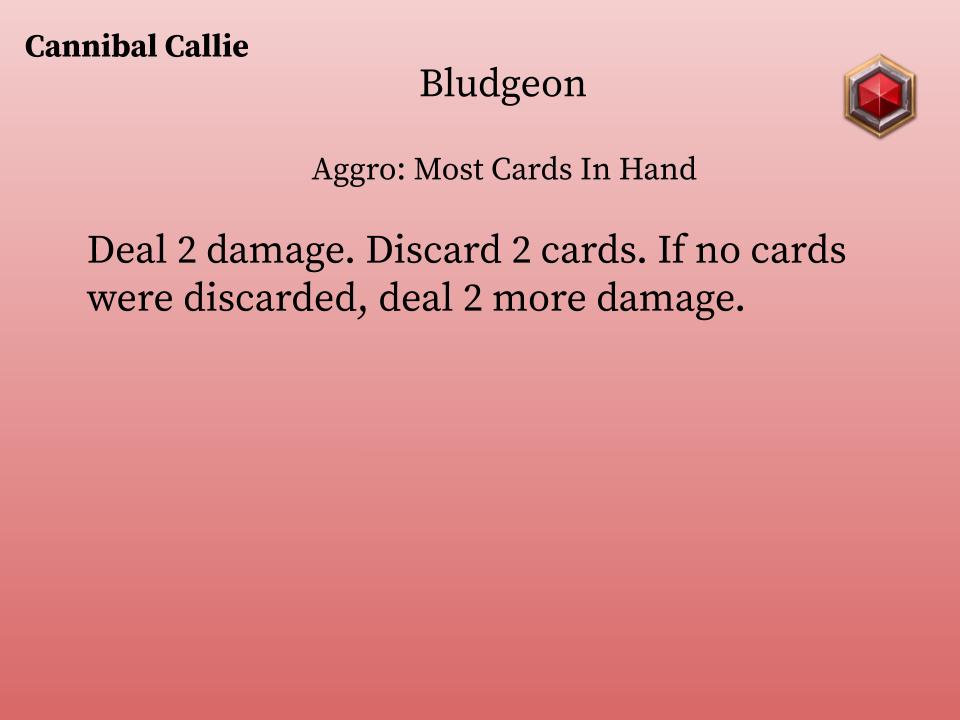 Cannibal Callie
Bludgeon
Aggro: Most Cards In Hand
Deal 2 damage. Discard 2 cards. If no cards
were discarded, deal 2 more damage.